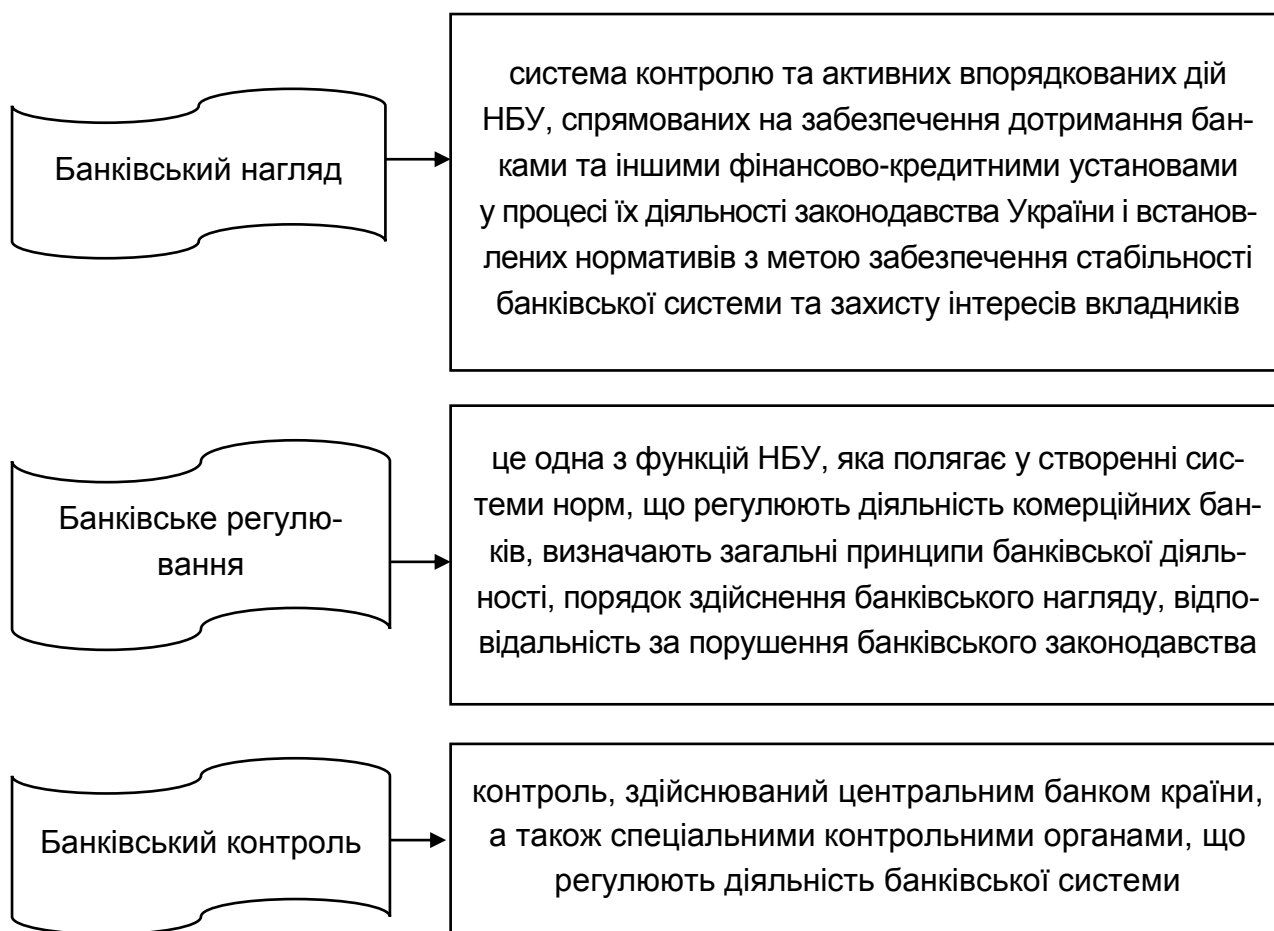 Банківський нагляд
система контролю та активних впорядкованих дій
НБУ, спрямованих на забезпечення дотримання бан-
ками та іншими фінансово-кредитними установами
у процесі їх діяльності законодавства України і встанов-
лених нормативів з метою забезпечення стабільності
банківської системи та захисту інтересів вкладників
Банківське регулю-
вання
це одна з функцій НБУ, яка полягає у створенні сис-
теми норм, що регулюють діяльність комерційних бан-
ків, визначають загальні принципи банківської діяль-
ності, порядок здійснення банківського нагляду, відпо-
відальність за порушення банківського законодавства
Банківський контроль
контроль, здійснюваний центральним банком країни,
а також спеціальними контрольними органами, що
регулюють діяльність банківської системи